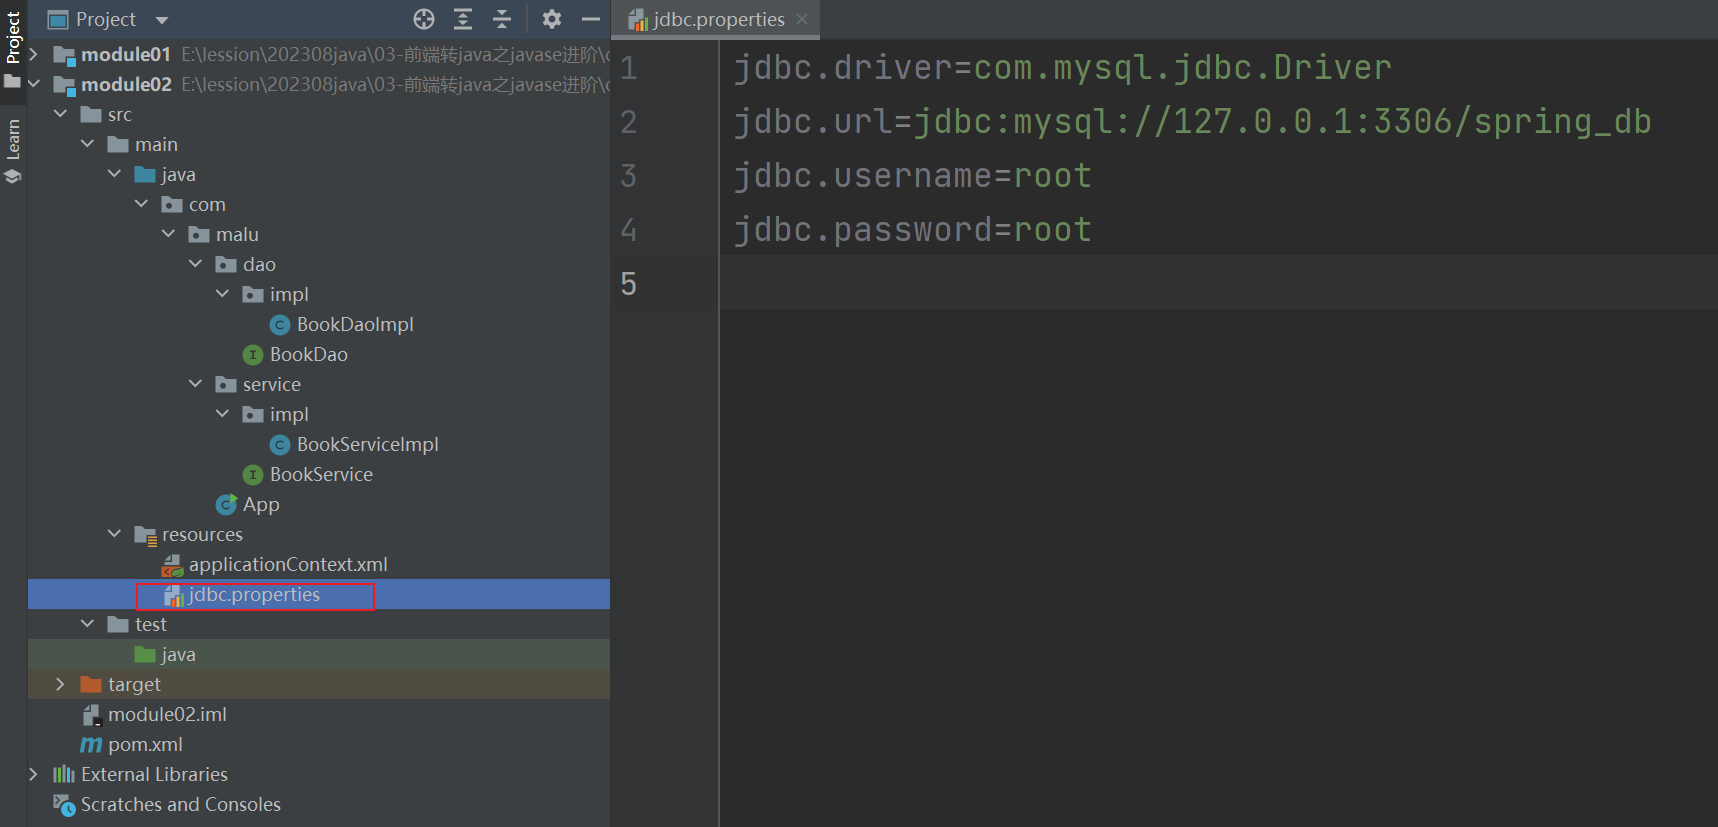 Project
Learn
Project
module01 E:\lession\202308java\03-前端转java之javase进阶\
module02 E:\lession\202308java\03-前端转java之javase进阶\
src
main
java
com
malu
dao
impl
BookDaoImpl
BookDao
service
impl
BookServiceImpl
BookService
App
resources
applicationContext.xml
jdbc.properties
test
java
target
module02.iml
pom.xml
External Libraries
Scratches and Consoles
jdbc.properties
1 jdbc.driver=com.mysql.jdbc.Driver
2 jdbc.url=jdbc:mysql://127.0.0.1:3306/spring_db
3 jdbc.username=root
4 jdbc.password=root
5